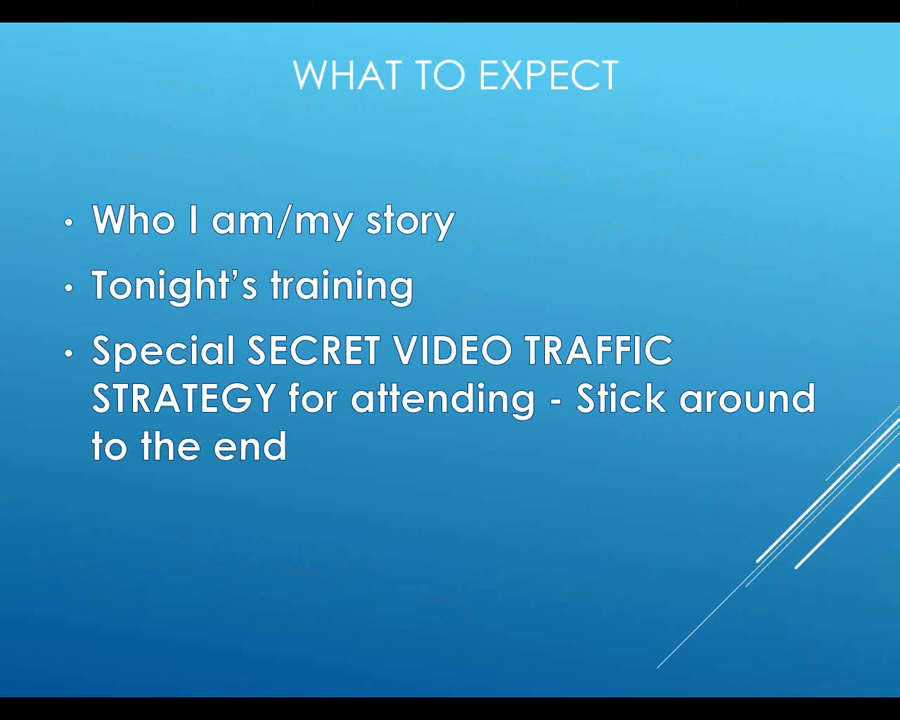 WHAT TO EXPECT
• Who I am/my story
• Tonight’s training
• Special SECRET VIDEO TRAFFIC
STRATEGY for attending - Stick around
to the end